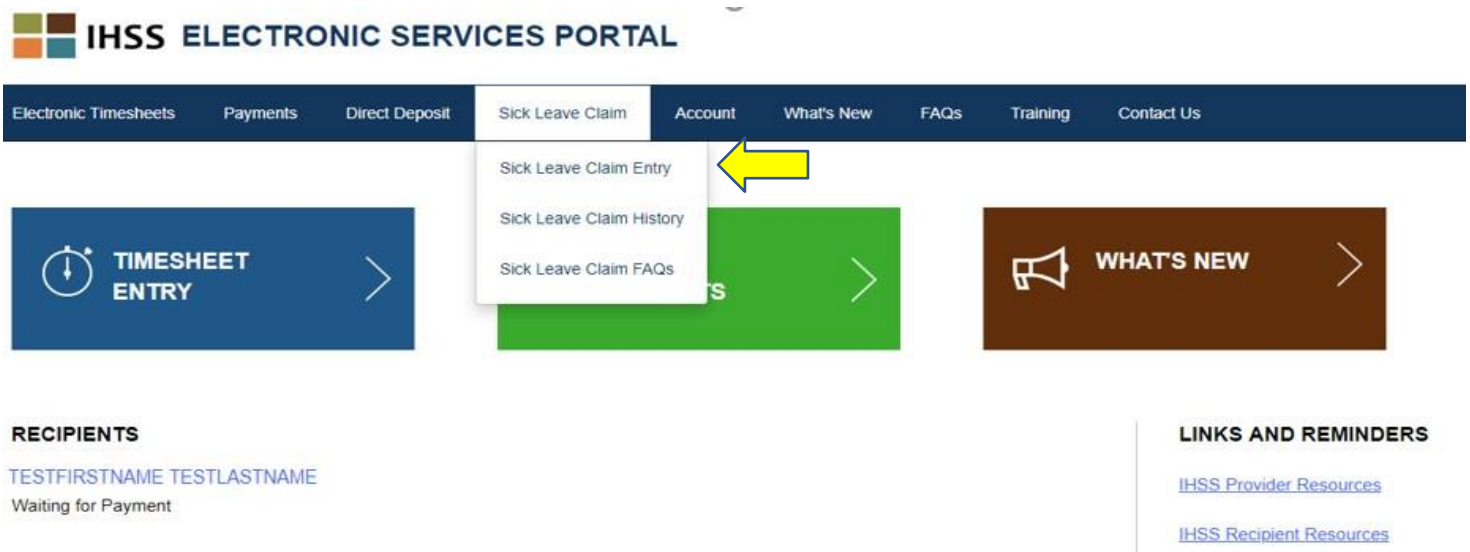 IHSS ELECTRONIC SERVICES PORTAL
Electronic Timesheets Payments Direct Deposit Sick Leave Claim Account What's New FAQs Training Contact Us
Sick Leave Claim Entry
Sick Leave Claim History
Sick Leave Claim FAQs
TIMESHEET
ENTRY
TS
WHAT'S NEW
RECIPIENTS
TESTFIRSTNAME TESTLASTNAME
Waiting for Payment
LINKS AND REMINDERS
IHSS Provider Resources
IHSS Recipient Resources